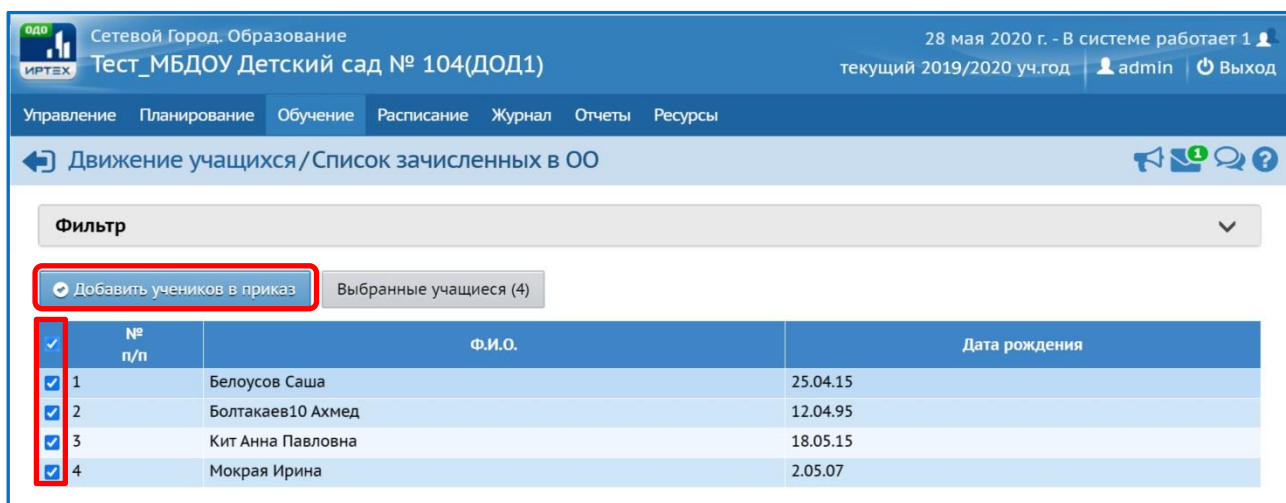 ОДО
ИРТЕХ
Сетевой Город. Образование
Тест_МБДОУ Детский сад № 104(ДОД1)
28 мая 2020 г. - В системе работает 1
текущий 2019/2020 уч.год admin Выход
Управление Планирование Обучение Расписание Журнал Отчеты Ресурсы
Движение учащихся/Список зачисленных в ОО
1
Фильтр
Добавить учеников в приказ Выбранные учащиеся (4)
№ п/п Ф.И.О. Дата рождения
1 Белоусов Саша 25.04.15
2 Болтакаев10 Ахмед 12.04.95
3 Кит Анна Павловна 18.05.15
4 Мокрая Ирина 2.05.07